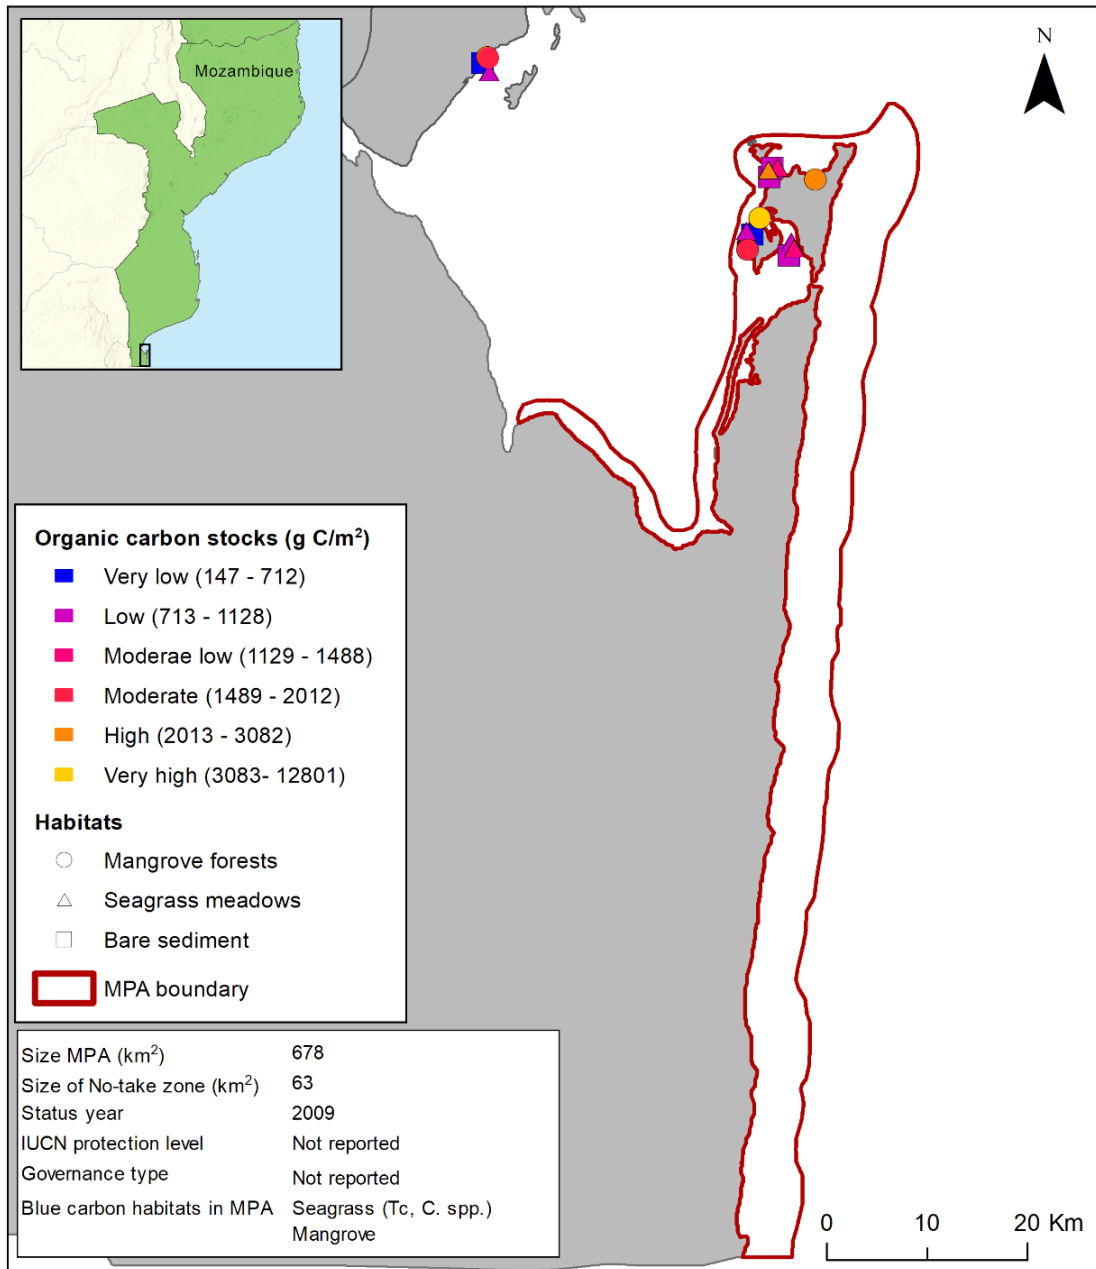 Mozambique
N
Organic carbon stocks (g C/m²)
Very low (147 - 712)
Low (713 - 1128)
Moderae low (1129 - 1488)
Moderate (1489 - 2012)
High (2013 - 3082)
Very high (3083- 12801)
Habitats
Mangrove forests
Seagrass meadows
Bare sediment
MPA boundary
Size MPA (km²) 678
Size of No-take zone (km²) 63
Status year 2009
IUCN protection level Not reported
Governance type Not reported
Blue carbon habitats in MPA Seagrass (Tc, C. spp.)
Mangrove
0 10 20 Km